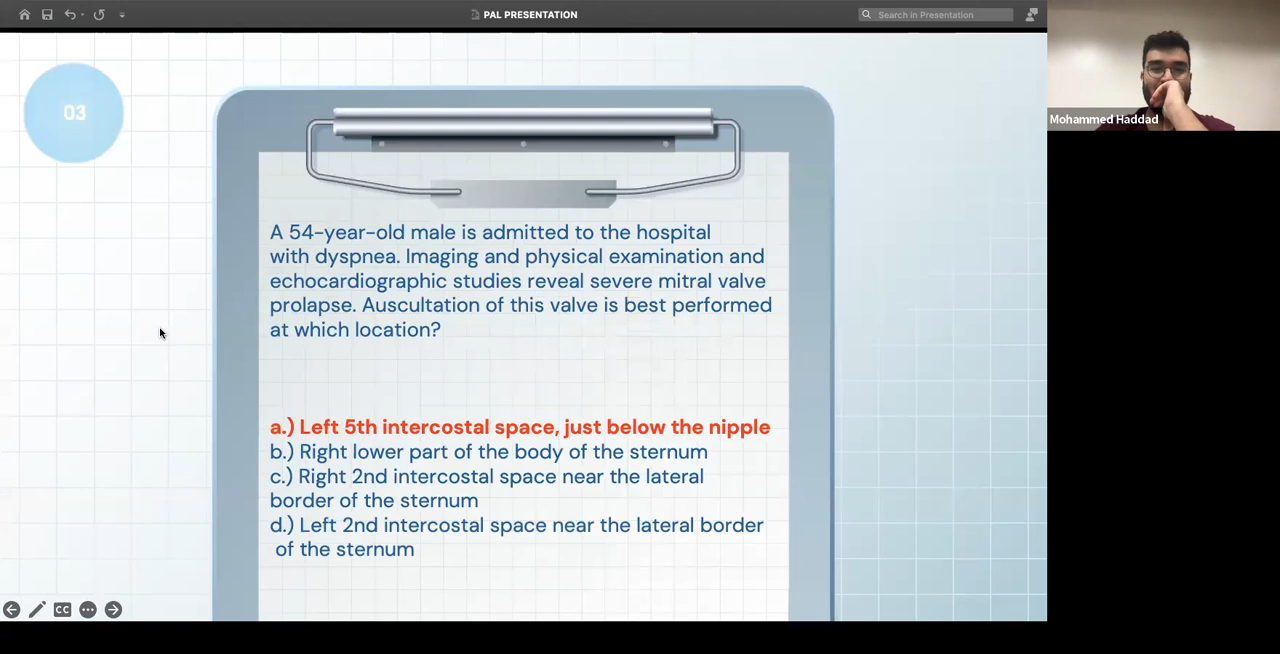 PAL PRESENTATION
Search in Presentation
03
Mohammed Haddad
A 54-year-old male is admitted to the hospital
with dyspnea. Imaging and physical examination and
echocardiographic studies reveal severe mitral valve
prolapse. Auscultation of this valve is best performed
at which location?
a.) Left 5th intercostal space, just below the nipple
b.) Right lower part of the body of the sternum
c.) Right 2nd intercostal space near the lateral
border of the sternum
d.) Left 2nd intercostal space near the lateral border
of the sternum
CC